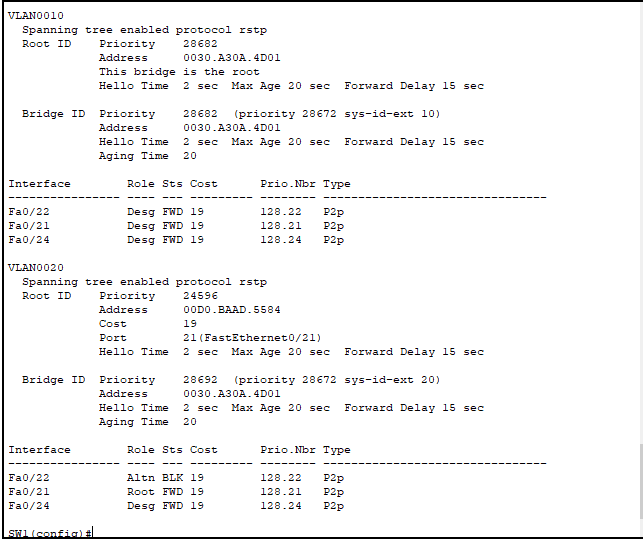 VLAN0010
  Spanning tree enabled protocol rstp
  Root ID    Priority    28682
             Address     0030.A30A.4D01
             This bridge is the root
             Hello Time  2 sec  Max Age 20 sec  Forward Delay 15 sec

  Bridge ID  Priority    28682  (priority 28672 sys-id-ext 10)
             Address     0030.A30A.4D01
             Hello Time  2 sec  Max Age 20 sec  Forward Delay 15 sec
             Aging Time  20

Interface        Role Sts Cost      Prio.Nbr Type
---------------- ---- --- --------- -------- --------------------------------
Fa0/22           Desg FWD 19        128.22   P2p
Fa0/21           Desg FWD 19        128.21   P2p
Fa0/24           Desg FWD 19        128.24   P2p

VLAN0020
  Spanning tree enabled protocol rstp
  Root ID    Priority    24596
             Address     00D0.BAAD.5584
             Cost        19
             Port        21(FastEthernet0/21)
             Hello Time  2 sec  Max Age 20 sec  Forward Delay 15 sec

  Bridge ID  Priority    28692  (priority 28672 sys-id-ext 20)
             Address     0030.A30A.4D01
             Hello Time  2 sec  Max Age 20 sec  Forward Delay 15 sec
             Aging Time  20

Interface        Role Sts Cost      Prio.Nbr Type
---------------- ---- --- --------- -------- --------------------------------
Fa0/22           Altn BLK 19        128.22   P2p
Fa0/21           Root FWD 19        128.21   P2p
Fa0/24           Desg FWD 19        128.24   P2p

SW1(config)#